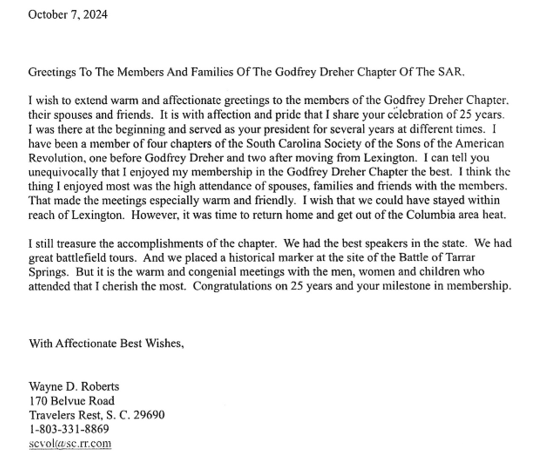 October 7, 2024
Greetings To The Members And Families Of The Godfrey Dreher Chapter Of The SAR.
I wish to extend warm and affectionate greetings to the members of the Godfrey Dreher Chapter,
their spouses and friends. It is with affection and pride that I share your celebration of 25 years.
I was there at the beginning and served as your president for several years at different times. I
have been a member of four chapters of the South Carolina Society of the Sons of the American
Revolution, one before Godfrey Dreher and two after moving from Lexington. I can tell you
unequivocally that I enjoyed my membership in the Godfrey Dreher Chapter the best. I think the
thing I enjoyed most was the high attendance of spouses, families and friends with the members.
That made the meetings especially warm and friendly. I wish that we could have stayed within
reach of Lexington. However, it was time to return home and get out of the Columbia area heat.
I still treasure the accomplishments of the chapter. We had the best speakers in the state. We had
great battlefield tours. And we placed a historical marker at the site of the Battle of Tarrar
Springs. But it is the warm and congenial meetings with the men, women and children who
attended that I cherish the most. Congratulations on 25 years and your milestone in membership.
With Affectionate Best Wishes,
Wayne D. Roberts
170 Belvue Road
Travelers Rest, S. C. 29690
1-803-331-8869
scvol@sc.rr.com